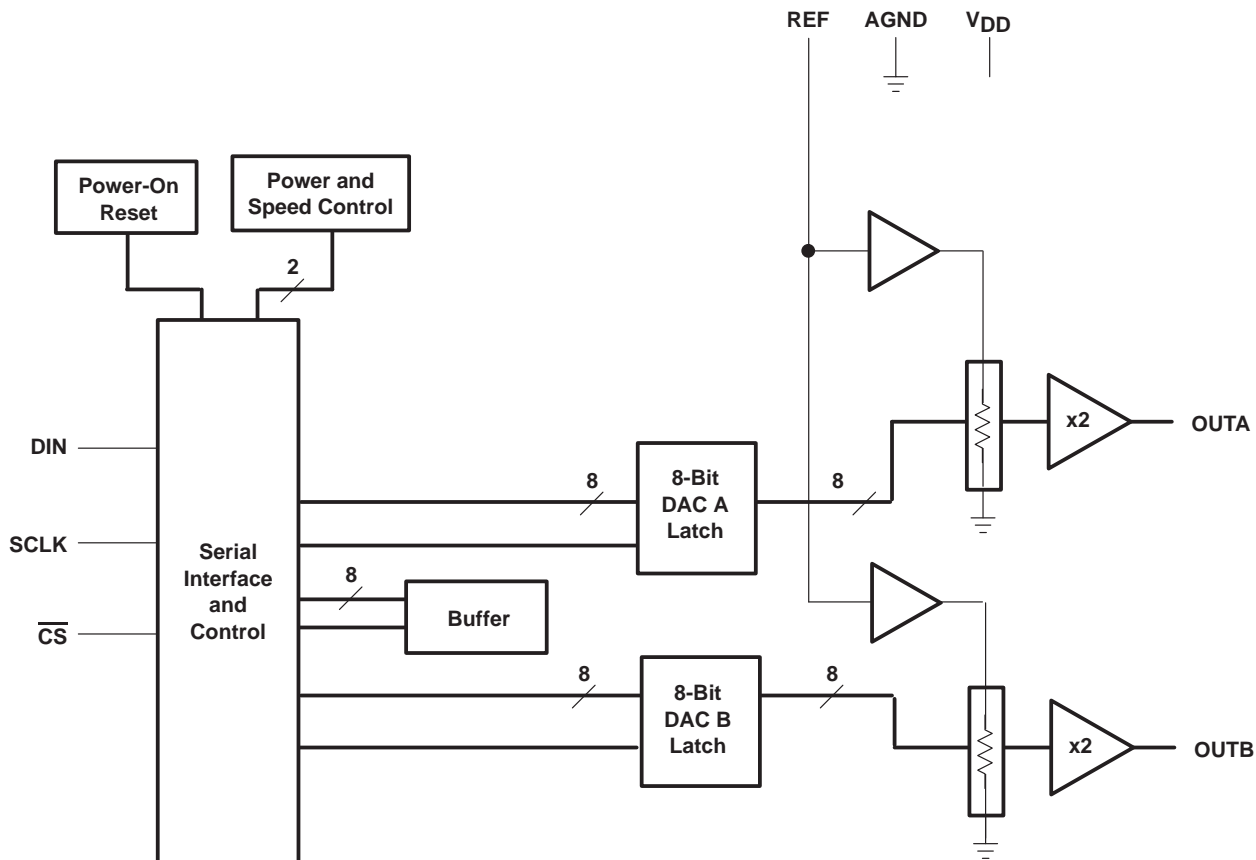 REF AGND VDD
Power-On
Reset
Power and
Speed Control
2
x2
OUTA
DIN
8
8-Bit
DAC A
Latch
8
SCLK
Serial
Interface
and
Control
8
Buffer
CS
8
8-Bit
DAC B
Latch
8
x2
OUTB